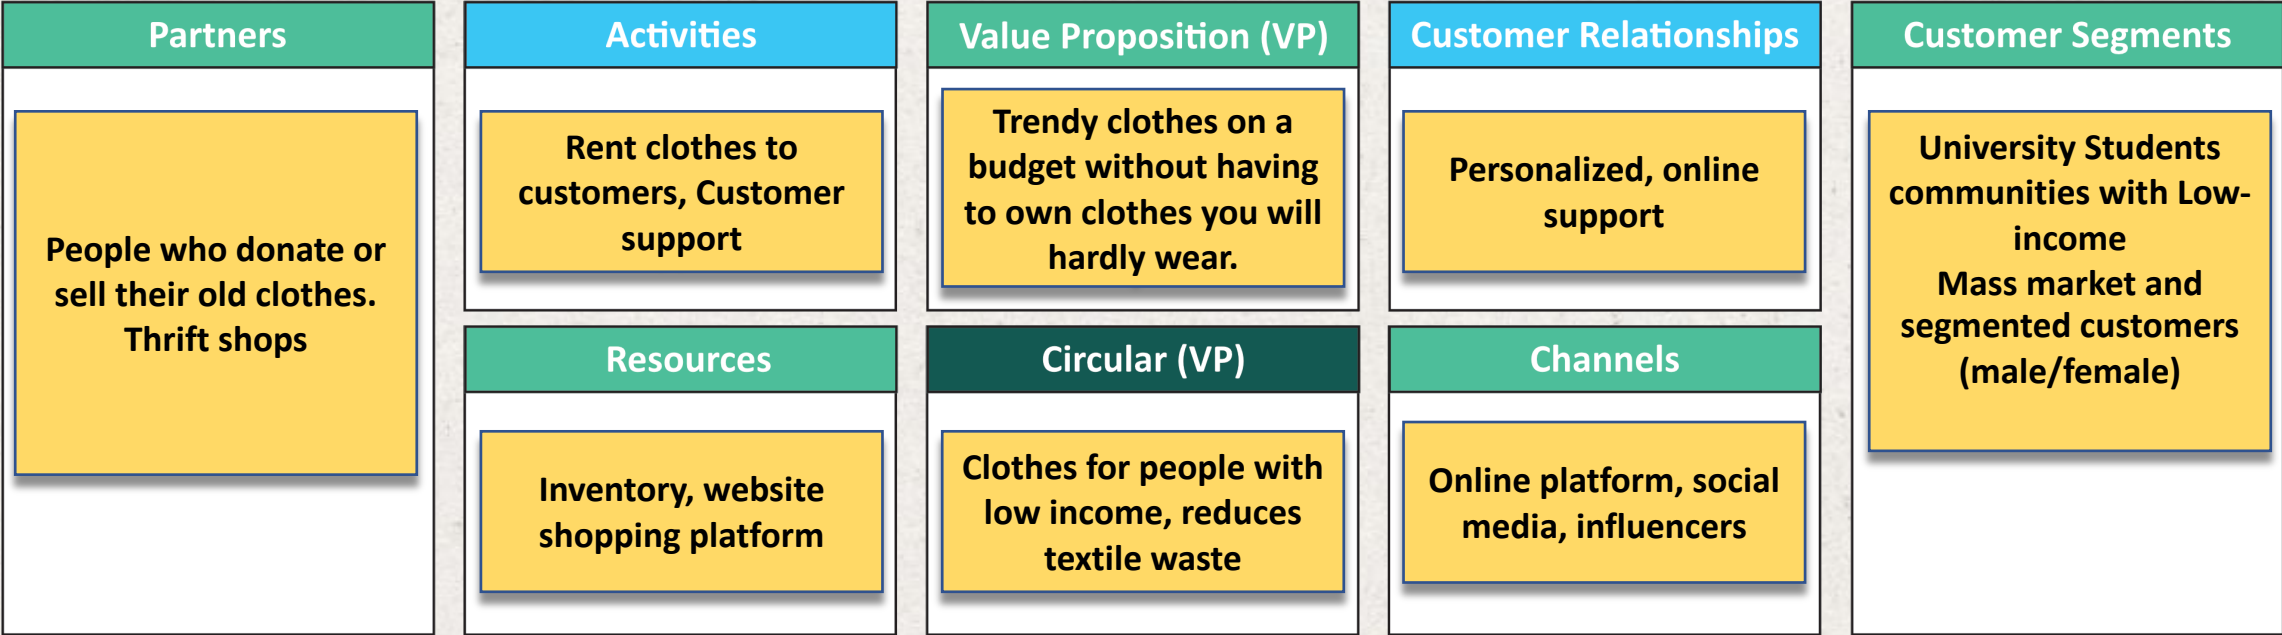 Partners
People who donate or
sell their old clothes.
Thrift shops
Activities
Rent clothes to
customers, Customer
support
Resources
Inventory, website
shopping platform
Value Proposition (VP)
Trendy clothes on a
budget without having
to own clothes you will
hardly wear.
Circular (VP)
Clothes for people with
low income, reduces
textile waste
Customer Relationships
Personalized, online
support
Channels
Online platform, social
media, influencers
Customer Segments
University Students
communities with Low-
income
Mass market and
segmented customers
(male/female)